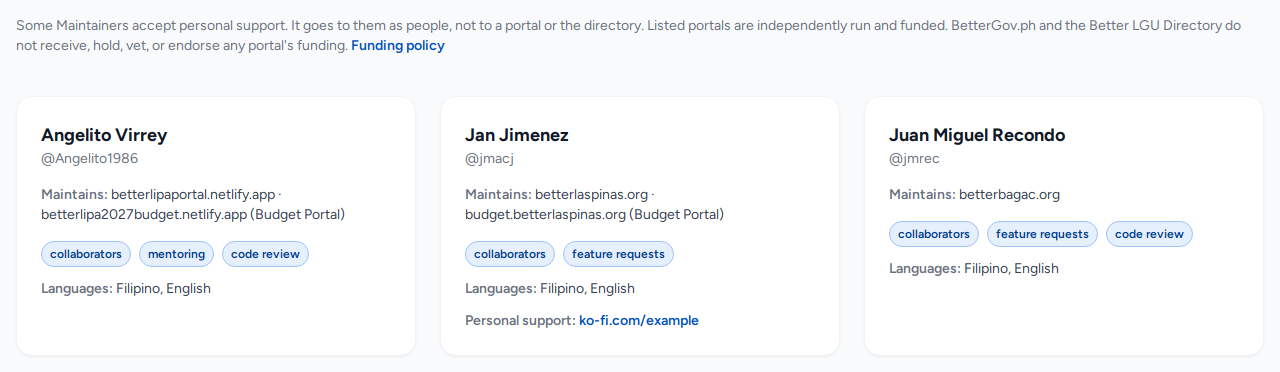 Some Maintainers accept personal support. It goes to them as people, not to a portal or the directory. Listed portals are independently run and funded. BetterGov.ph and the Better LGU Directory do
not receive, hold, vet, or endorse any portal's funding. Funding policy
Angelito Virrey
@Angelito1986
Maintains: betterlipaportal.netlify.app ·
betterlipa2027budget.netlify.app (Budget Portal)
collaborators
mentoring
code review
Languages: Filipino, English
Jan Jimenez
@jmacj
Maintains: betterlaspinas.org ·
budget.betterlaspinas.org (Budget Portal)
collaborators
feature requests
Languages: Filipino, English
Personal support: ko-fi.com/example
Juan Miguel Recondo
@jmrec
Maintains: betterbagac.org
collaborators
feature requests
code review
Languages: Filipino, English